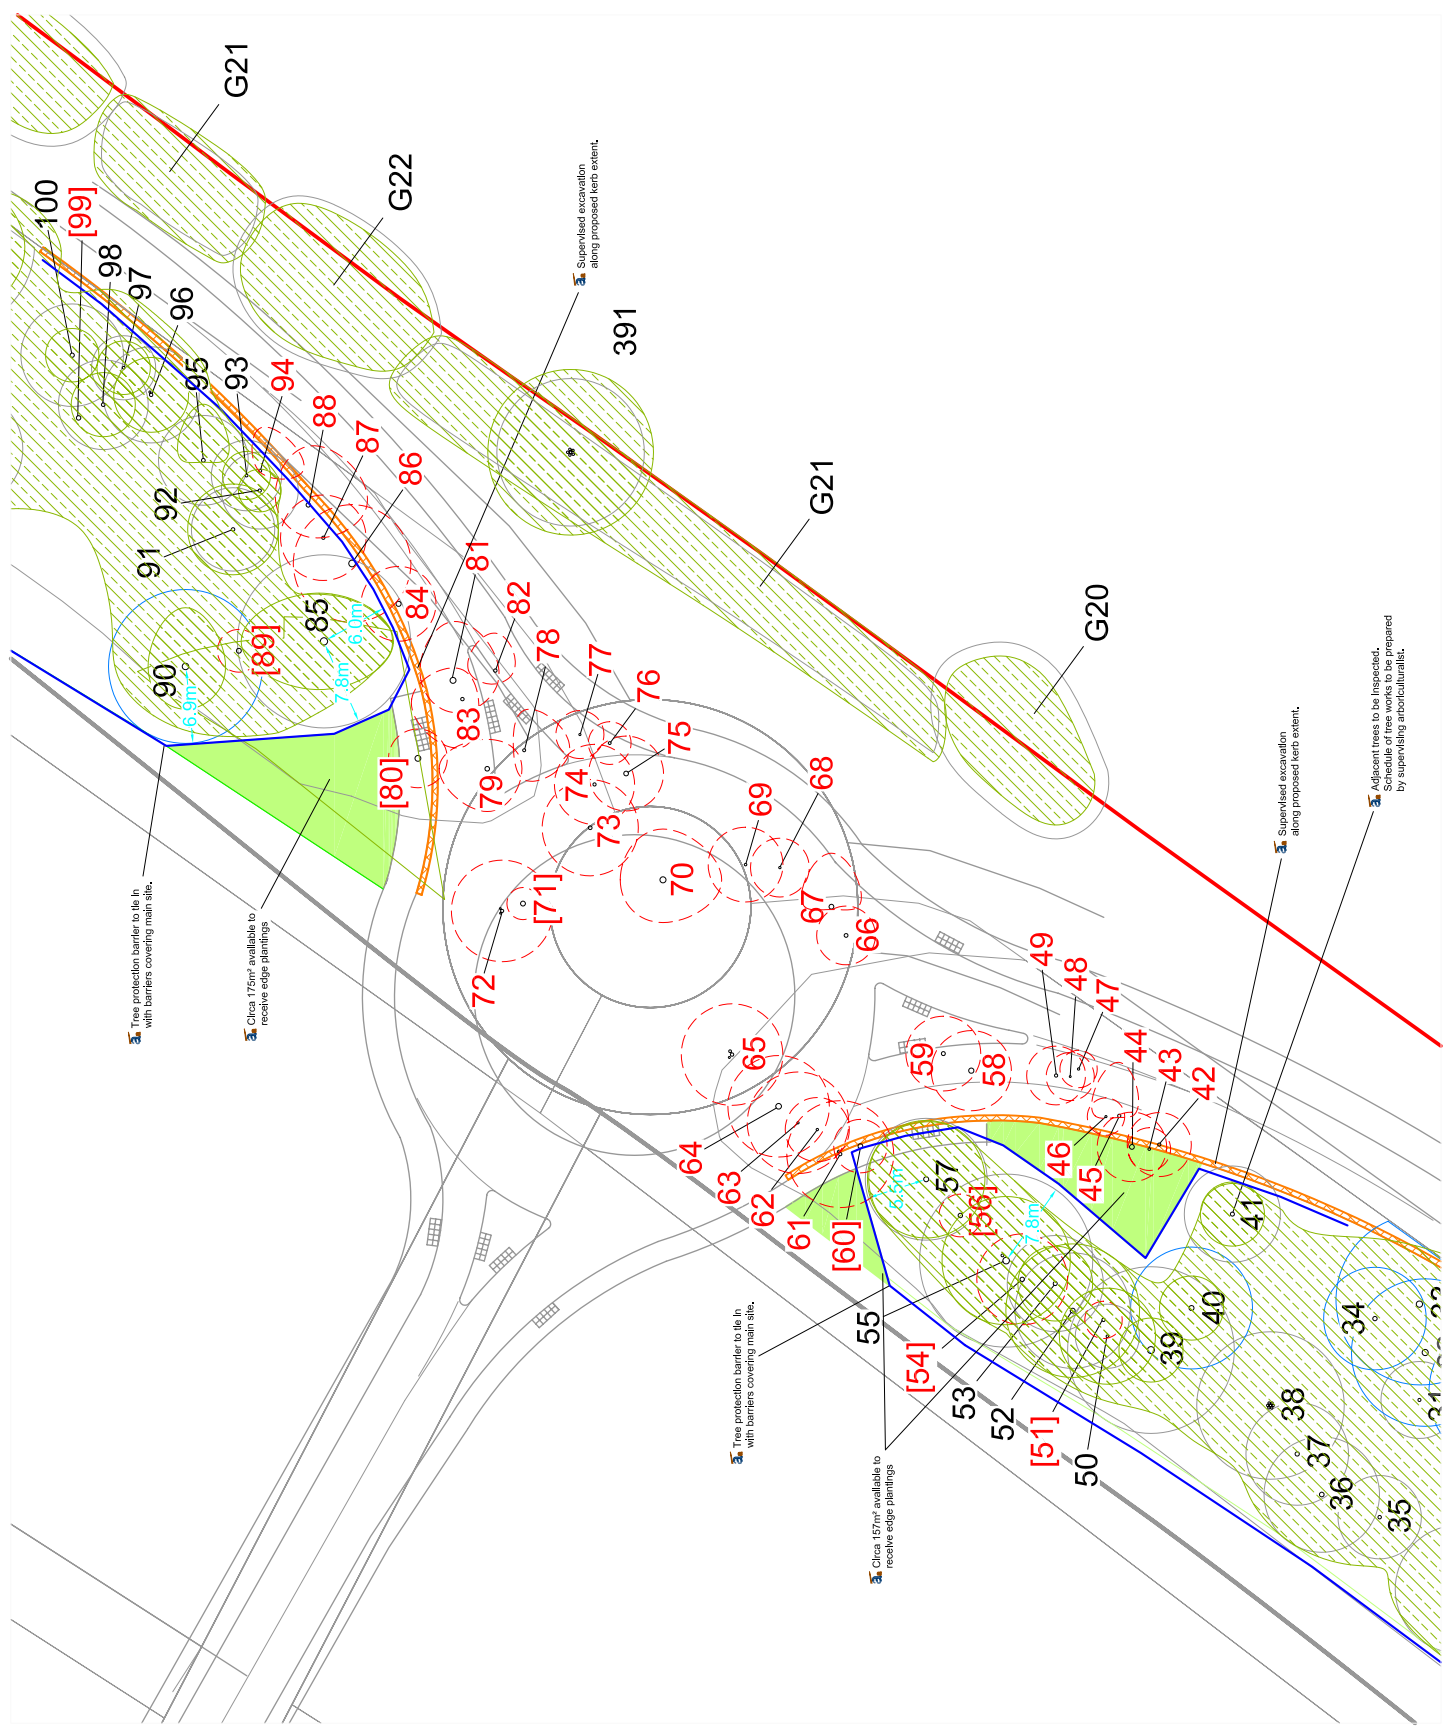 G21
G22
100
[99]
98
97
96
95
93
94
92
91
88
87
86
85
84
90
[89]
6.9m
7.8m
6.0m
81
82
83
78
77
76
75
74
73
79
[80]
[71]
72
70
69
68
67
66
65
64
63
62
61
[60]
59
58
57
[56]
5.5m
7.8m
55
[54]
53
52
[51]
50
49
48
47
46
45
44
43
42
41
40
39
38
37
36
35
34
391
G21
G20
Supervised excavation
along proposed kerb extent.
Tree protection barrier to tie in
with barriers covering main site.
Circa 175m² available to
receive edge plantings
Supervised excavation
along proposed kerb extent.
Adjacent trees to be inspected.
Schedule of tree works to be prepared
by supervising arboriculturalist.
Tree protection barrier to tie in
with barriers covering main site.
Circa 157m² available to
receive edge plantings